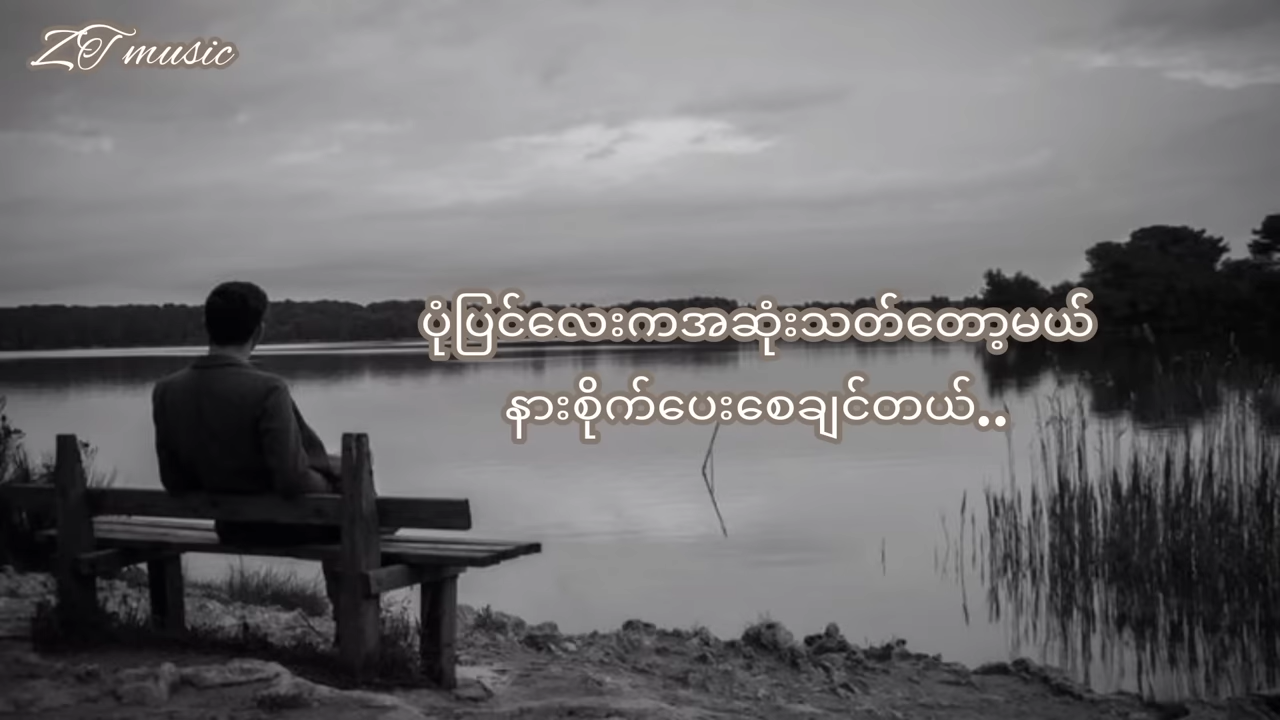 ZT music
ပုံပြင်လေးကအဆုံးသတ်တော့မယ်
နားစိုက်ပေးစေချင်တယ်..